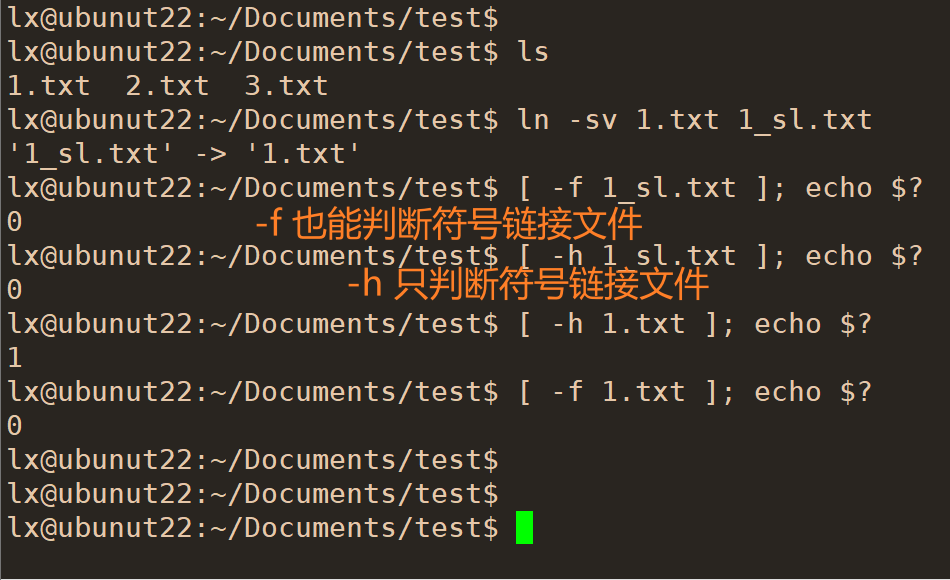 lx@ubunut22:~/Documents/test$
lx@ubunut22:~/Documents/test$ ls
1.txt  2.txt  3.txt
lx@ubunut22:~/Documents/test$ ln -sv 1.txt 1_sl.txt
'1_sl.txt' -> '1.txt'
lx@ubunut22:~/Documents/test$ [ -f 1_sl.txt ]; echo $?
0
-f 也能判断符号链接文件
lx@ubunut22:~/Documents/test$ [ -h 1_sl.txt ]; echo $?
0
-h 只判断符号链接文件
lx@ubunut22:~/Documents/test$ [ -h 1.txt ]; echo $?
1
lx@ubunut22:~/Documents/test$ [ -f 1.txt ]; echo $?
0
lx@ubunut22:~/Documents/test$
lx@ubunut22:~/Documents/test$
lx@ubunut22:~/Documents/test$